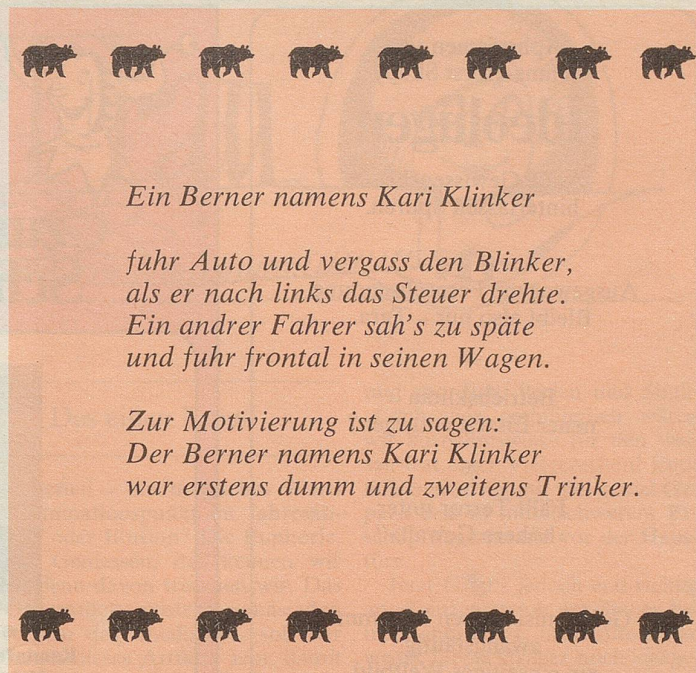 Ein Berner namens Kari Klinker
fuhr Auto und vergass den Blinker,
als er nach links das Steuer drehte.
Ein andrer Fahrer sah's zu späte
und fuhr frontal in seinen Wagen.
Zur Motivierung ist zu sagen:
Der Berner namens Kari Klinker
war erstens dumm und zweitens Trinker.